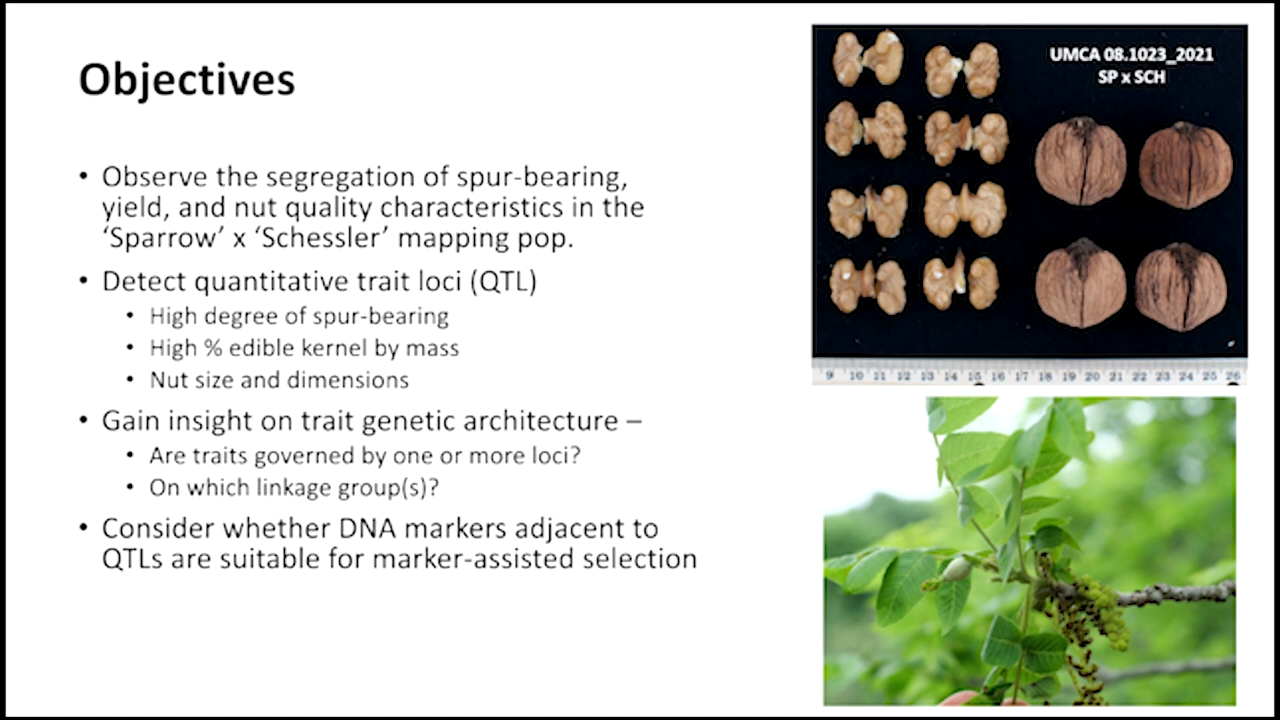 Objectives
• Observe the segregation of spur-bearing,
yield, and nut quality characteristics in the
‘Sparrow’ x ‘Schessler’ mapping pop.
• Detect quantitative trait loci (QTL)
• High degree of spur-bearing
• High % edible kernel by mass
• Nut size and dimensions
• Gain insight on trait genetic architecture –
• Are traits governed by one or more loci?
• On which linkage group(s)?
• Consider whether DNA markers adjacent to
QTLs are suitable for marker-assisted selection
UMCA 08.1023_2021
SP x SCH
9 10 11 12 13 14 15 16 17 18 19 20 21 22 23 24 25 26